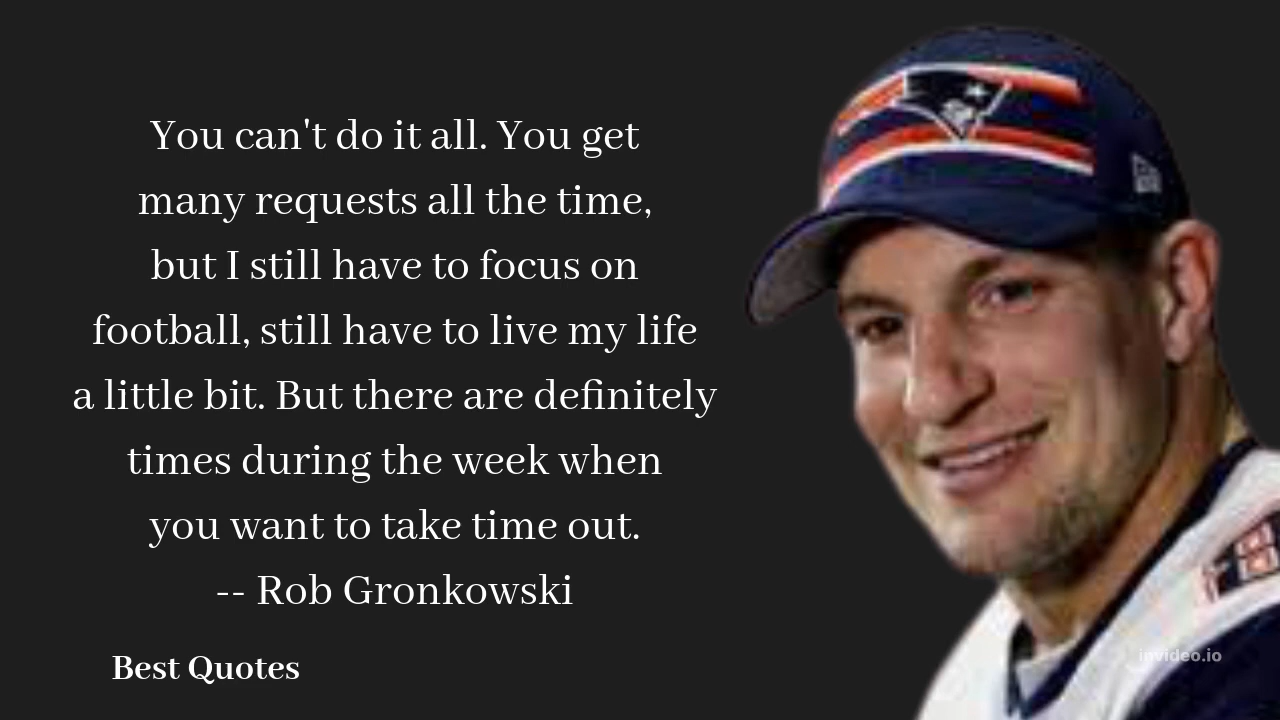 You can't do it all. You get
many requests all the time,
but I still have to focus on
football, still have to live my life
a little bit. But there are definitely
times during the week when
you want to take time out.
-- Rob Gronkowski
Best Quotes
invideo.io